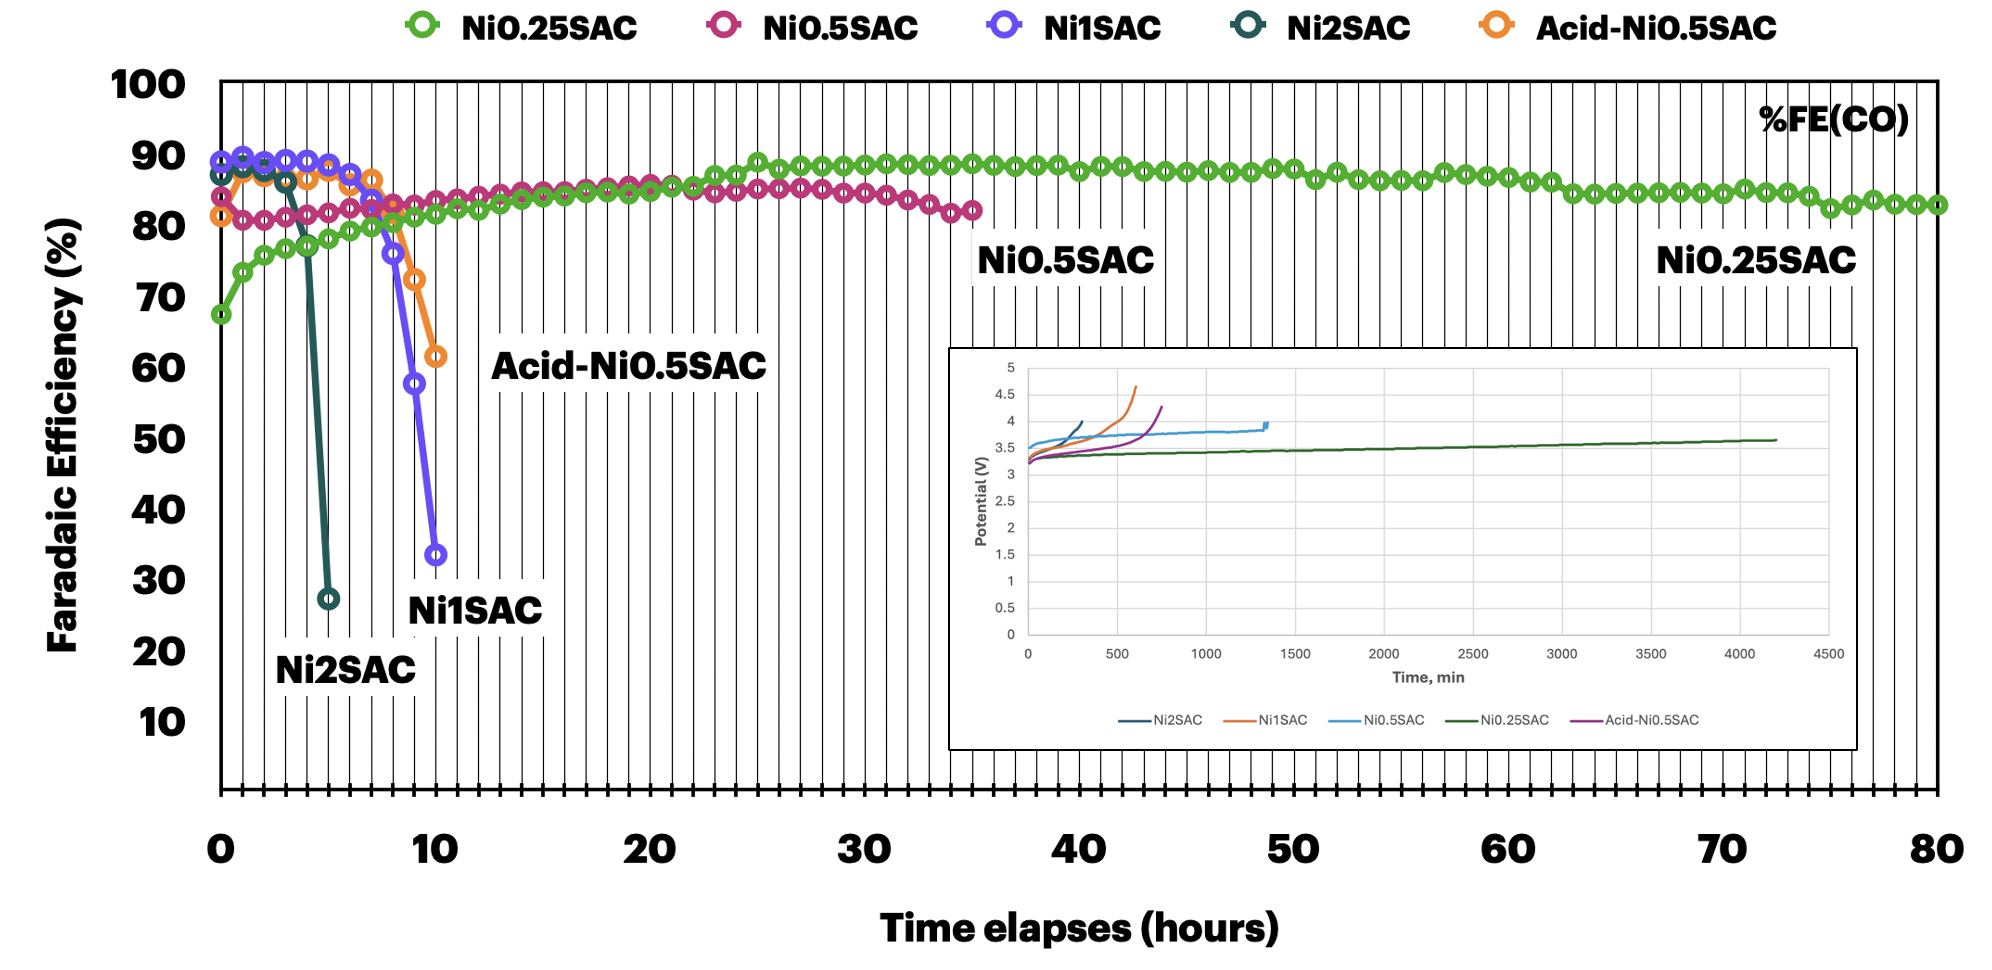 Ni0.25SAC Ni0.5SAC Ni1SAC Ni2SAC Acid-Ni0.5SAC
%FE(CO)
100
90
80
70
60
50
40
30
20
10
Faradaic Efficiency (%)
Ni0.5SAC
Ni0.25SAC
Acid-Ni0.5SAC
Ni1SAC
Ni2SAC
5
4.5
4
3.5
3
2.5
2
1.5
1
0.5
0
Potential (V)
0 500 1000 1500 2000 2500 3000 3500 4000 4500
Time, min
Ni2SAC Ni1SAC Ni0.5SAC Ni0.25SAC Acid-Ni0.5SAC
0 10 20 30 40 50 60 70 80
Time elapses (hours)